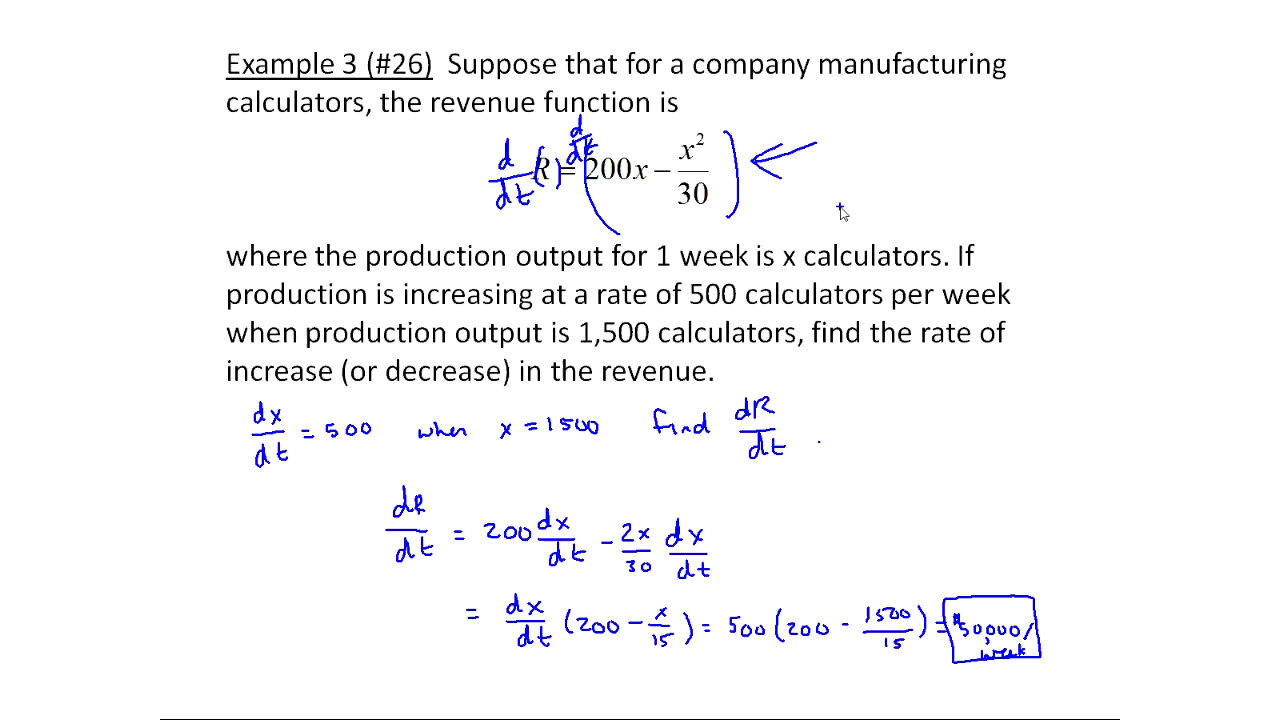 Example 3 (#26) Suppose that for a company manufacturing
calculators, the revenue function is
d/dt (R) = d/dt (200x − x²/30)
where the production output for 1 week is x calculators. If
production is increasing at a rate of 500 calculators per week
when production output is 1,500 calculators, find the rate of
increase (or decrease) in the revenue.
dx/dt = 500 when x = 1500 find dR/dt .
dR/dt = 200 dx/dt − 2x/30 dx/dt
= dx/dt (200 − x/15) = 500 (200 − 1500/15) = $50,000/
week